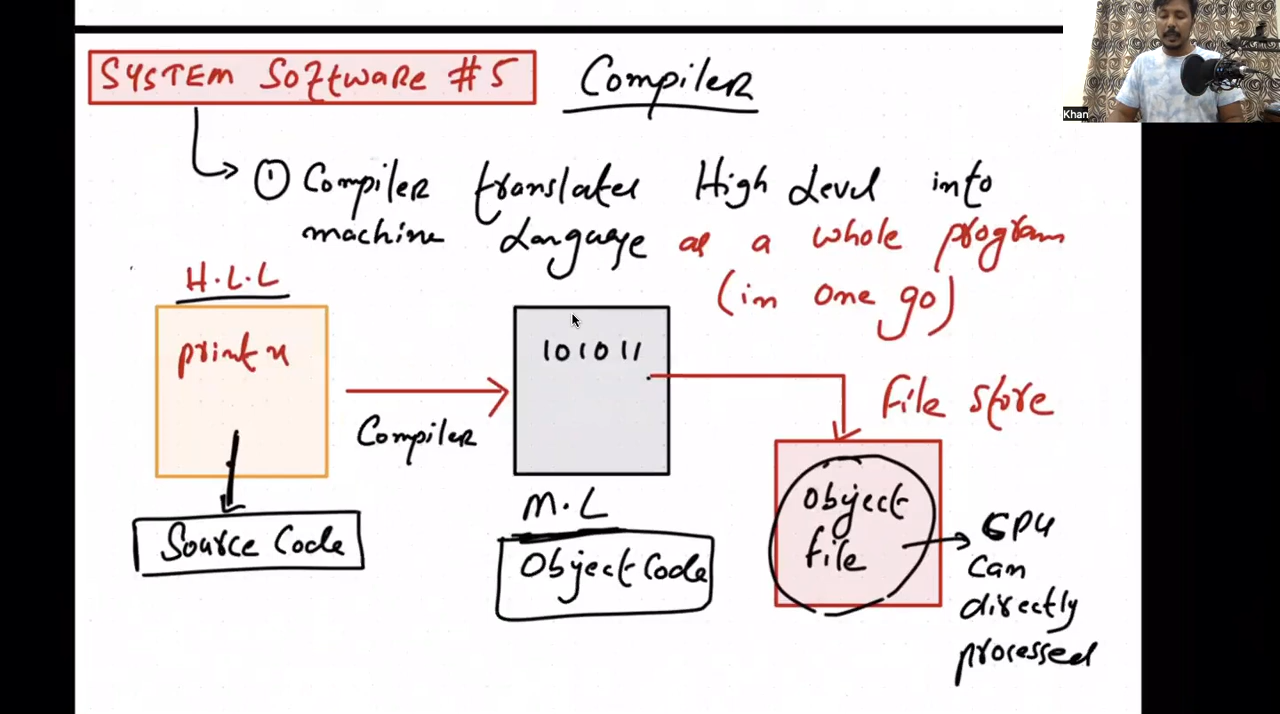 SYSTEM SOFTWARE #5 Compiler
Khan
① Compiler translates High Level into
machine Language as a whole program
(in one go)
H.L.L
print x
Compiler
101011
File store
M.L
Source Code
Object Code
Object
file
CPU
Can
directly
processed